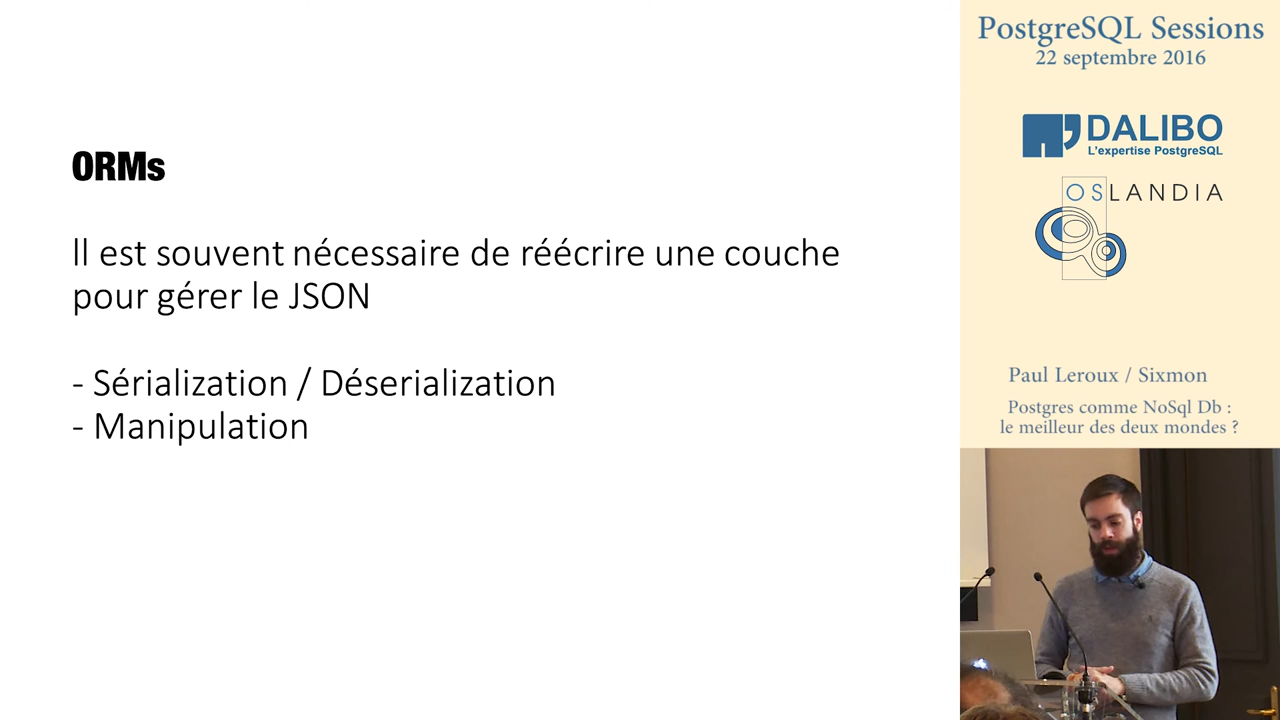 ORMs
Il est souvent nécessaire de réécrire une couche
pour gérer le JSON
- Sérialization / Déserialization
- Manipulation
PostgreSQL Sessions
22 septembre 2016
DALIBO
L'expertise PostgreSQL
OSLANDIA
Paul Leroux / Sixmon
Postgres comme NoSql Db :
le meilleur des deux mondes ?